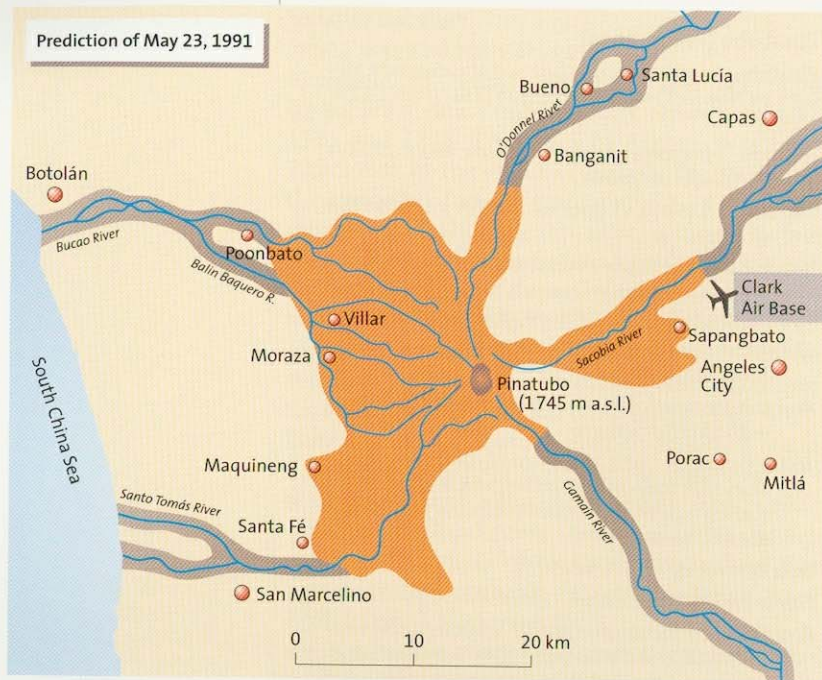 Prediction of May 23, 1991
Santa Lucía
Bueno
O'Donnel River
Capas
Banganit
Botolán
Bucao River
Poonbato
Balin Baquero R.
Clark
Air Base
Villar
Sapangbato
Moraza
Sacobia River
Angeles
City
South China Sea
Pinatubo
(1745 m a.s.l.)
Maquineng
Porac
Mitlá
Gamain River
Santo Tomás River
Santa Fé
San Marcelino
0 10 20 km